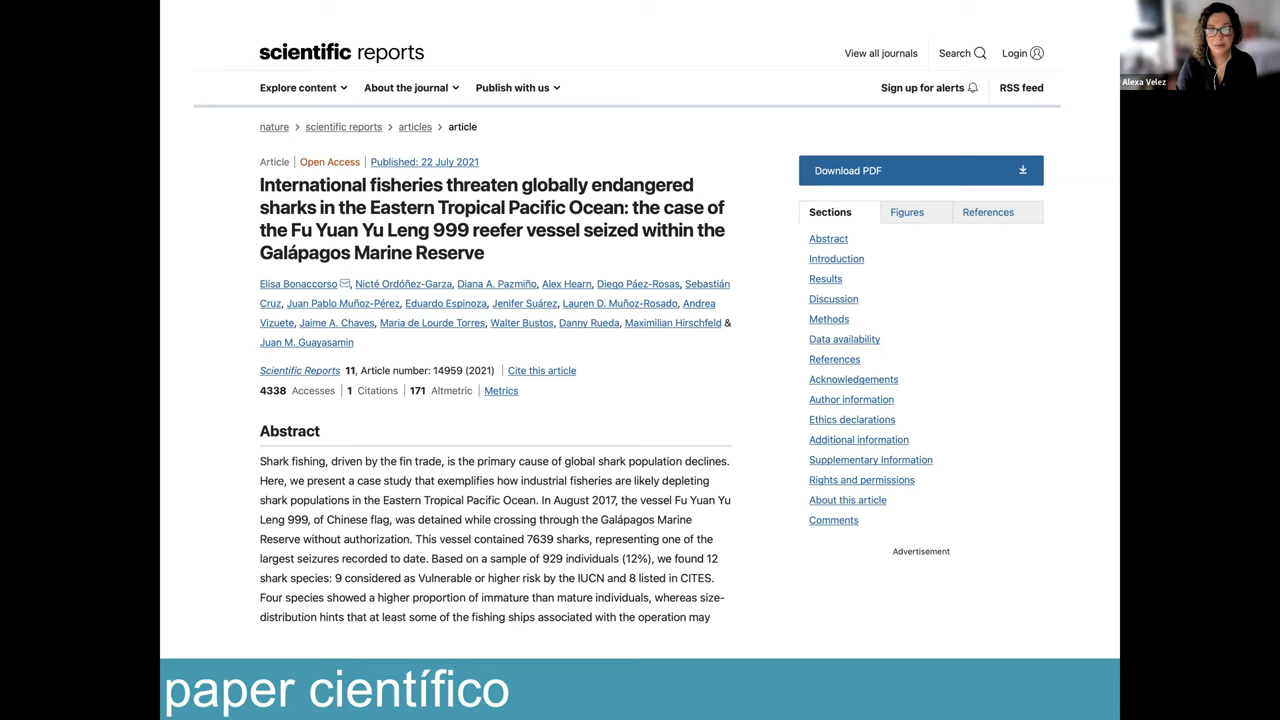 scientific reports
View all journals
Search
Login
Explore content
About the journal
Publish with us
Sign up for alerts
RSS feed
nature > scientific reports > articles > article
Article | Open Access | Published: 22 July 2021
International fisheries threaten globally endangered
sharks in the Eastern Tropical Pacific Ocean: the case of
the Fu Yuan Yu Leng 999 reefer vessel seized within the
Galápagos Marine Reserve
Elisa Bonaccorso, Nicté Ordóñez-Garza, Diana A. Pazmiño, Alex Hearn, Diego Páez-Rosas, Sebastián
Cruz, Juan Pablo Muñoz-Pérez, Eduardo Espinoza, Jenifer Suárez, Lauren D. Muñoz-Rosado, Andrea
Vizuete, Jaime A. Chaves, Maria de Lourde Torres, Walter Bustos, Danny Rueda, Maximilian Hirschfeld &
Juan M. Guayasamin
Scientific Reports 11, Article number: 14959 (2021) | Cite this article
4338 Accesses | 1 Citations | 171 Altmetric | Metrics
Abstract
Shark fishing, driven by the fin trade, is the primary cause of global shark population declines.
Here, we present a case study that exemplifies how industrial fisheries are likely depleting
shark populations in the Eastern Tropical Pacific Ocean. In August 2017, the vessel Fu Yuan Yu
Leng 999, of Chinese flag, was detained while crossing through the Galápagos Marine
Reserve without authorization. This vessel contained 7639 sharks, representing one of the
largest seizures recorded to date. Based on a sample of 929 individuals (12%), we found 12
shark species: 9 considered as Vulnerable or higher risk by the IUCN and 8 listed in CITES.
Four species showed a higher proportion of immature than mature individuals, whereas size-
distribution hints that at least some of the fishing ships associated with the operation may
Download PDF
Sections
Figures
References
Abstract
Introduction
Results
Discussion
Methods
Data availability
References
Acknowledgements
Author information
Ethics declarations
Additional information
Supplementary Information
Rights and permissions
About this article
Comments
Advertisement
Alexa Velez
paper científico